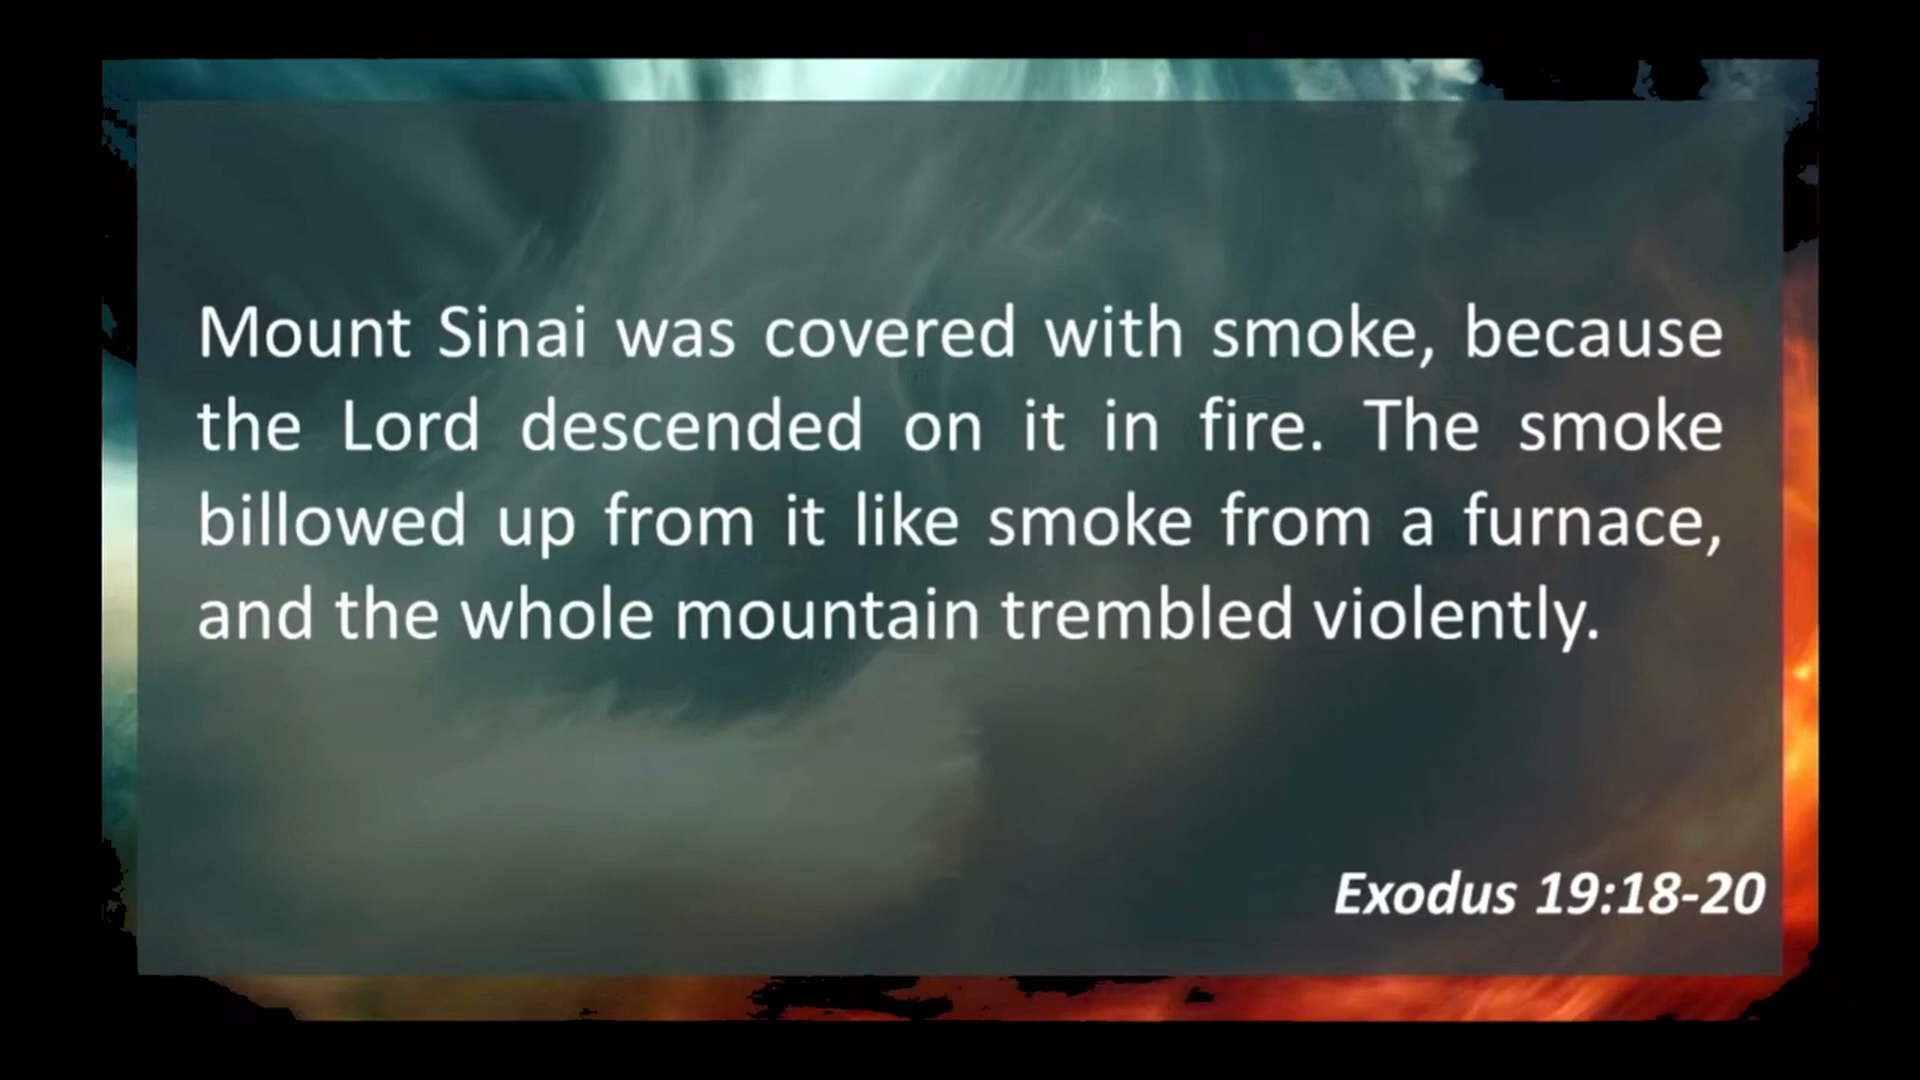 Mount Sinai was covered with smoke, because
the Lord descended on it in fire. The smoke
billowed up from it like smoke from a furnace,
and the whole mountain trembled violently.
Exodus 19:18-20